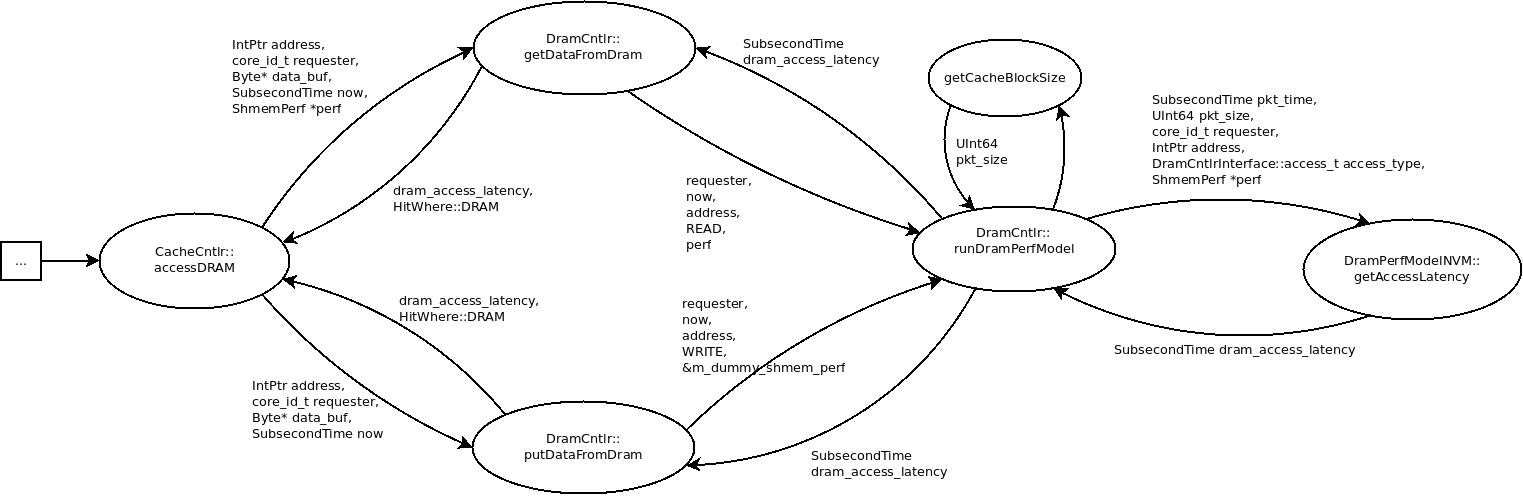 DramCntlr::
getDataFromDram
IntPtr address,
core_id_t requester,
Byte* data_buf,
SubsecondTime now,
ShmemPerf *perf
SubsecondTime
dram_access_latency
getCacheBlockSize
UInt64
pkt_size
SubsecondTime pkt_time,
UInt64 pkt_size,
core_id_t requester,
IntPtr address,
DramCntlrInterface::access_t access_type,
ShmemPerf *perf
dram_access_latency,
HitWhere::DRAM
requester,
now,
address,
READ,
perf
...
CacheCntlr::
accessDRAM
DramCntlr::
runDramPerfModel
DramPerfModelNVM::
getAccessLatency
dram_access_latency,
HitWhere::DRAM
requester,
now,
address,
WRITE,
&m_dummy_shmem_perf
SubsecondTime dram_access_latency
IntPtr address,
core_id_t requester,
Byte* data_buf,
SubsecondTime now
DramCntlr::
putDataFromDram
SubsecondTime
dram_access_latency